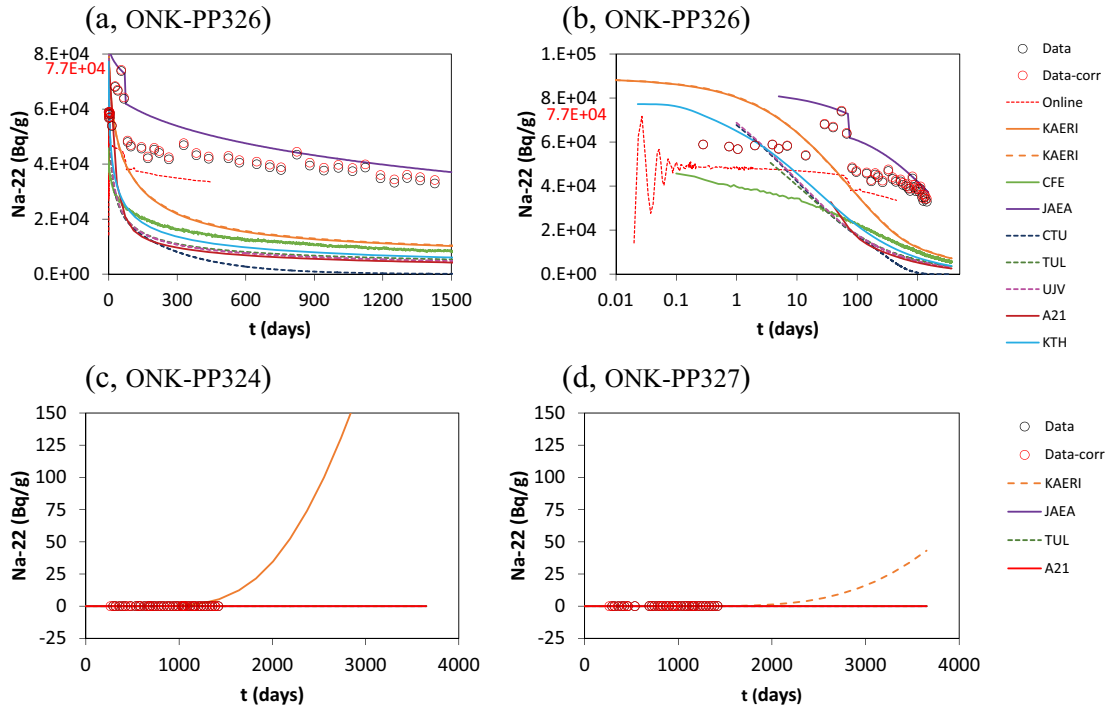 (a, ONK-PP326)
8.E+04
7.7E+04
6.E+04
4.E+04
2.E+04
0.E+00
Na-22 (Bq/g)
0
300
600
900
1200
1500
t (days)
(b, ONK-PP326)
1.E+05
8.E+04
7.7E+04
6.E+04
4.E+04
2.E+04
0.E+00
Na-22 (Bq/g)
0.01
0.1
1
10
100
1000
t (days)
Data
Data-corr
Online
KAERI
KAERI
CFE
JAEA
CTU
TUL
UJV
A21
KTH
(c, ONK-PP324)
150
125
100
75
50
25
0
-25
Na-22 (Bq/g)
0
1000
2000
3000
4000
t (days)
(d, ONK-PP327)
150
125
100
75
50
25
0
-25
Na-22 (Bq/g)
0
1000
2000
3000
4000
t (days)
Data
Data-corr
KAERI
JAEA
TUL
A21